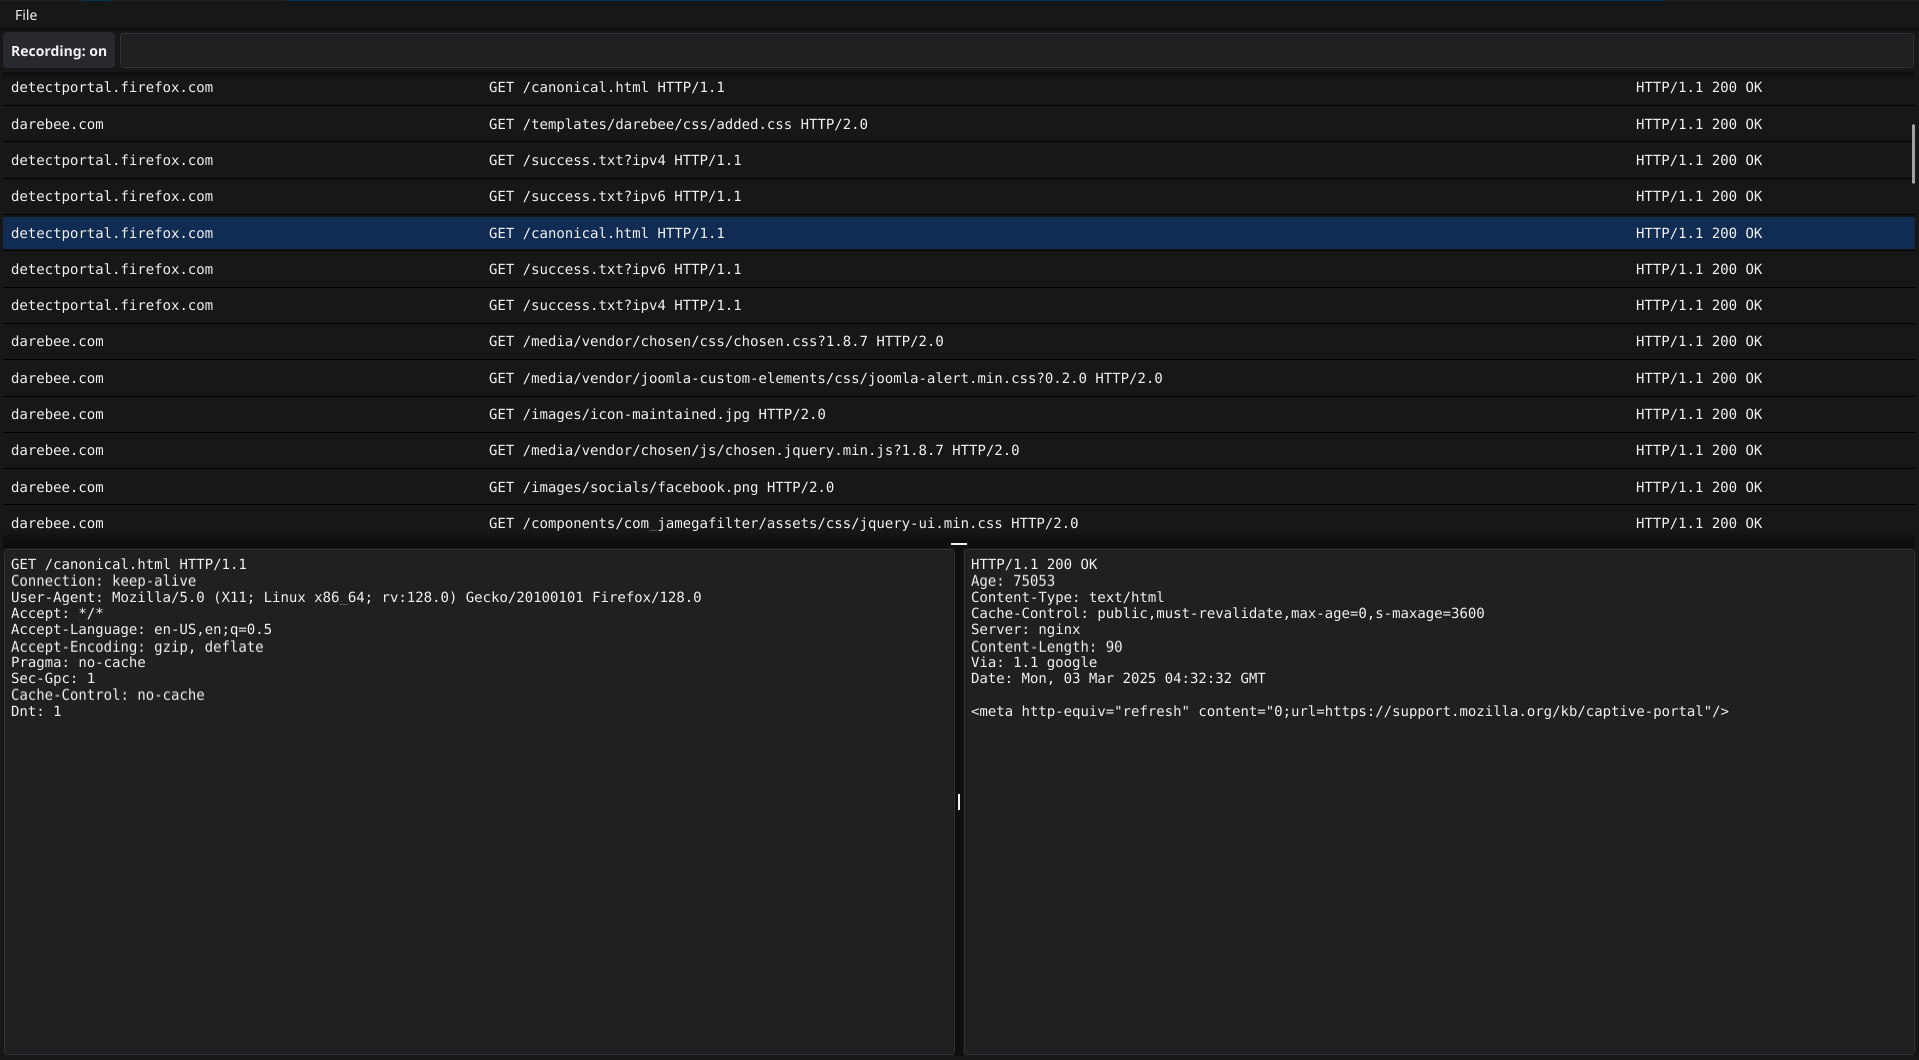 File
Recording: on
detectportal.firefox.com GET /canonical.html HTTP/1.1 HTTP/1.1 200 OK
darebee.com GET /templates/darebee/css/added.css HTTP/2.0 HTTP/1.1 200 OK
detectportal.firefox.com GET /success.txt?ipv4 HTTP/1.1 HTTP/1.1 200 OK
detectportal.firefox.com GET /success.txt?ipv6 HTTP/1.1 HTTP/1.1 200 OK
detectportal.firefox.com GET /canonical.html HTTP/1.1 HTTP/1.1 200 OK
detectportal.firefox.com GET /success.txt?ipv6 HTTP/1.1 HTTP/1.1 200 OK
detectportal.firefox.com GET /success.txt?ipv4 HTTP/1.1 HTTP/1.1 200 OK
darebee.com GET /media/vendor/chosen/css/chosen.css?1.8.7 HTTP/2.0 HTTP/1.1 200 OK
darebee.com GET /media/vendor/joomla-custom-elements/css/joomla-alert.min.css?0.2.0 HTTP/2.0 HTTP/1.1 200 OK
darebee.com GET /images/icon-maintained.jpg HTTP/2.0 HTTP/1.1 200 OK
darebee.com GET /media/vendor/chosen/js/chosen.jquery.min.js?1.8.7 HTTP/2.0 HTTP/1.1 200 OK
darebee.com GET /images/socials/facebook.png HTTP/2.0 HTTP/1.1 200 OK
darebee.com GET /components/com_jamegafilter/assets/css/jquery-ui.min.css HTTP/2.0 HTTP/1.1 200 OK
GET /canonical.html HTTP/1.1
Connection: keep-alive
User-Agent: Mozilla/5.0 (X11; Linux x86_64; rv:128.0) Gecko/20100101 Firefox/128.0
Accept: */*
Accept-Language: en-US,en;q=0.5
Accept-Encoding: gzip, deflate
Pragma: no-cache
Sec-Gpc: 1
Cache-Control: no-cache
Dnt: 1
HTTP/1.1 200 OK
Age: 75053
Content-Type: text/html
Cache-Control: public,must-revalidate,max-age=0,s-maxage=3600
Server: nginx
Content-Length: 90
Via: 1.1 google
Date: Mon, 03 Mar 2025 04:32:32 GMT
<meta http-equiv="refresh" content="0;url=https://support.mozilla.org/kb/captive-portal"/>